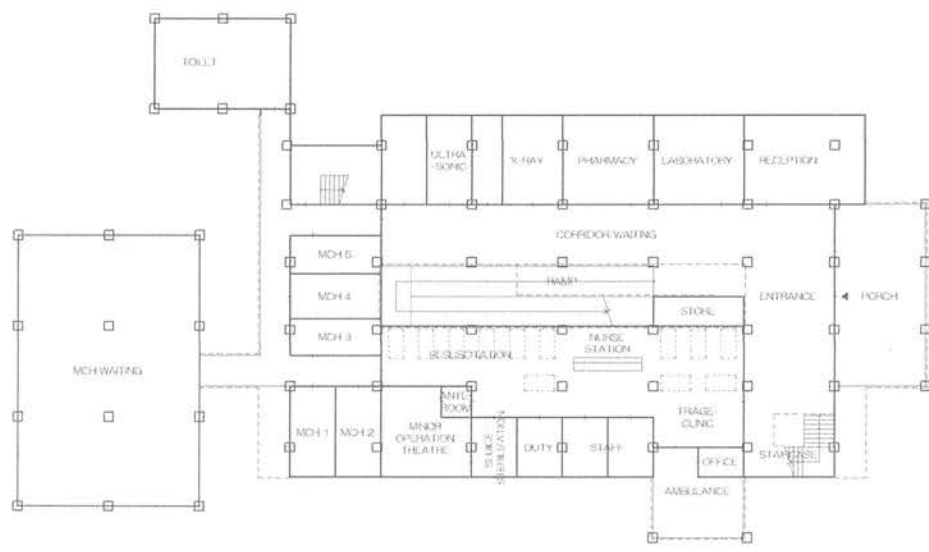 TOILET
ULTRA
-SONIC
X-RAY
PHARMACY
LABORATORY
RECEPTION
CORRIDOR-WAITING
MCH 5
MCH 4
MCH 3
RAMP
STORE
ENTRANCE
PORCH
MCH WAITING
NURSE
STATION
RESUSCITATION
ANTE
ROOM
MCH 1
MCH 2
MINOR
OPERATION
THEATRE
SLUICE
STERILIZATION
DUTY
STAFF
TRIAGE
CLINIC
OFFICE
STAIRCASE
AMBULANCE